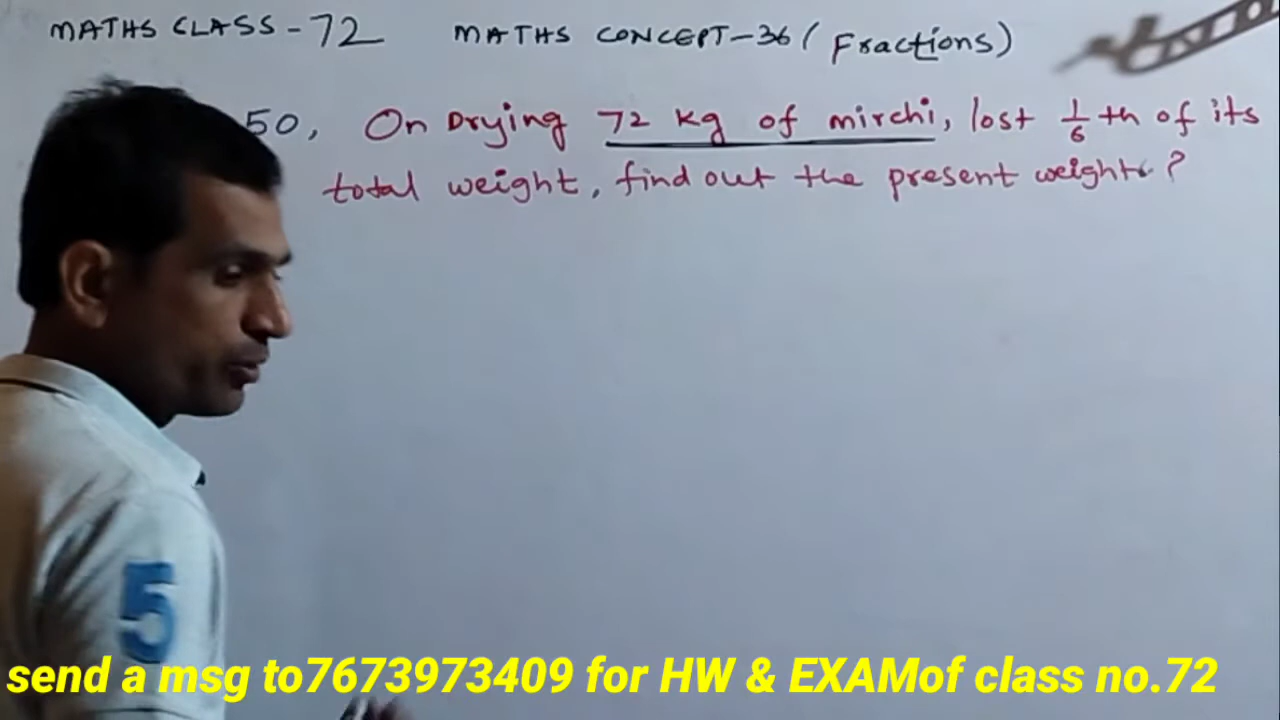 MATHS CLASS - 72 MATHS CONCEPT-36 (Fractions)
50, On Drying 72 kg of mirchi, lost 1/6 th of its
total weight, find out the present weight ?
5
send a msg to7673973409 for HW & EXAMof class no.72